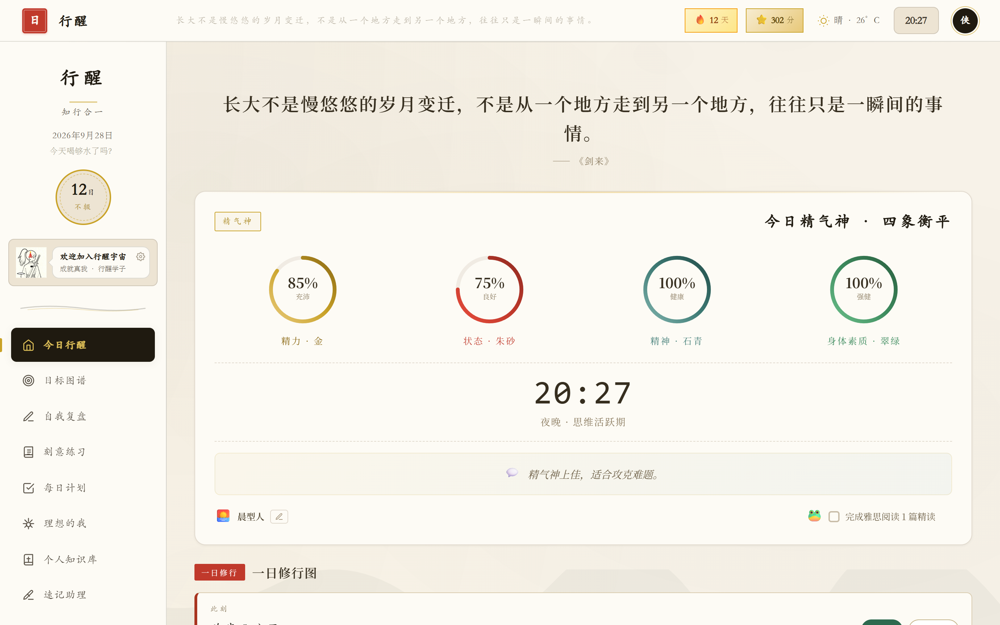 日 行醒
长大不是慢悠悠的岁月变迁，不是从一个地方走到另一个地方，往往只是一瞬间的事情。
12 天
302 分
晴 · 26°C
20:27
侠
行醒
知行合一
2026年9月28日
今天喝够水了吗?
12日
不辍
欢迎加入行醒宇宙
成就真我 · 行醒学子
今日行醒
目标图谱
自我复盘
刻意练习
每日计划
理想的我
个人知识库
速记助理
长大不是慢悠悠的岁月变迁，不是从一个地方走到另一个地方，往往只是一瞬间的事
情。
—— 《剑来》
精气神
今日精气神 · 四象衡平
85%
充沛
精力 · 金
75%
良好
状态 · 朱砂
100%
健康
精神 · 石青
100%
强健
身体素质 · 翠绿
20:27
夜晚 · 思维活跃期
精气神上佳，适合攻克难题。
晨型人
完成雅思阅读 1 篇精读
一日修行
一日修行图
此刻